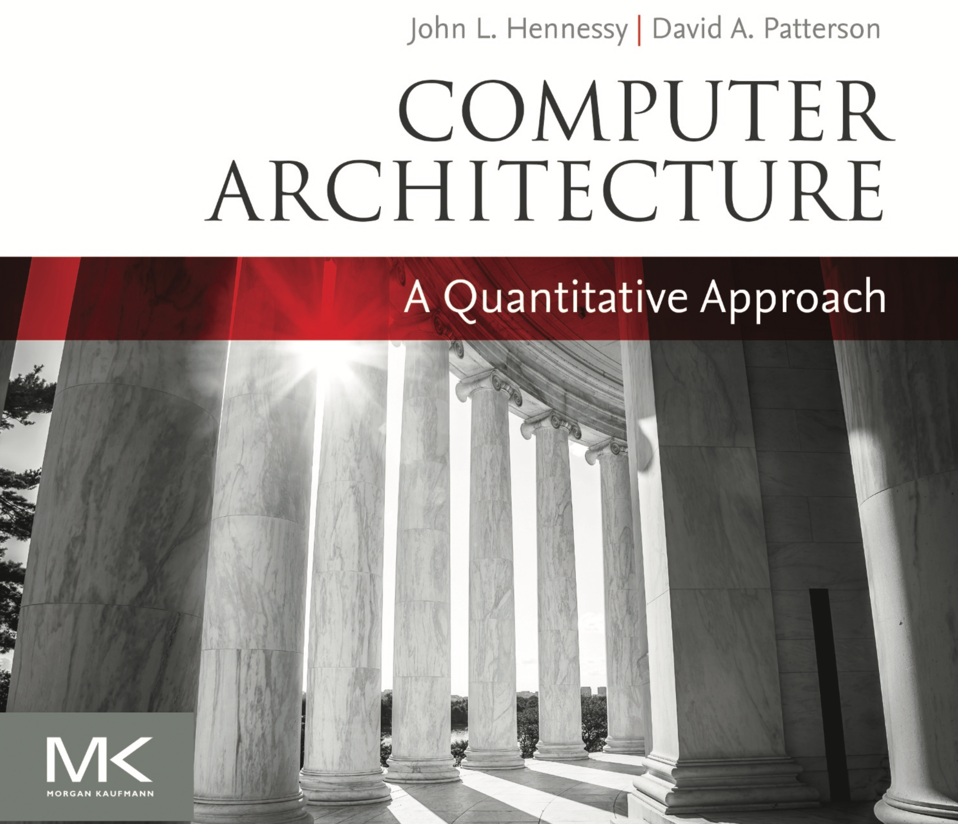 John L. Hennessy | David A. Patterson
COMPUTER
ARCHITECTURE
A Quantitative Approach
MK
MORGAN KAUFMANN